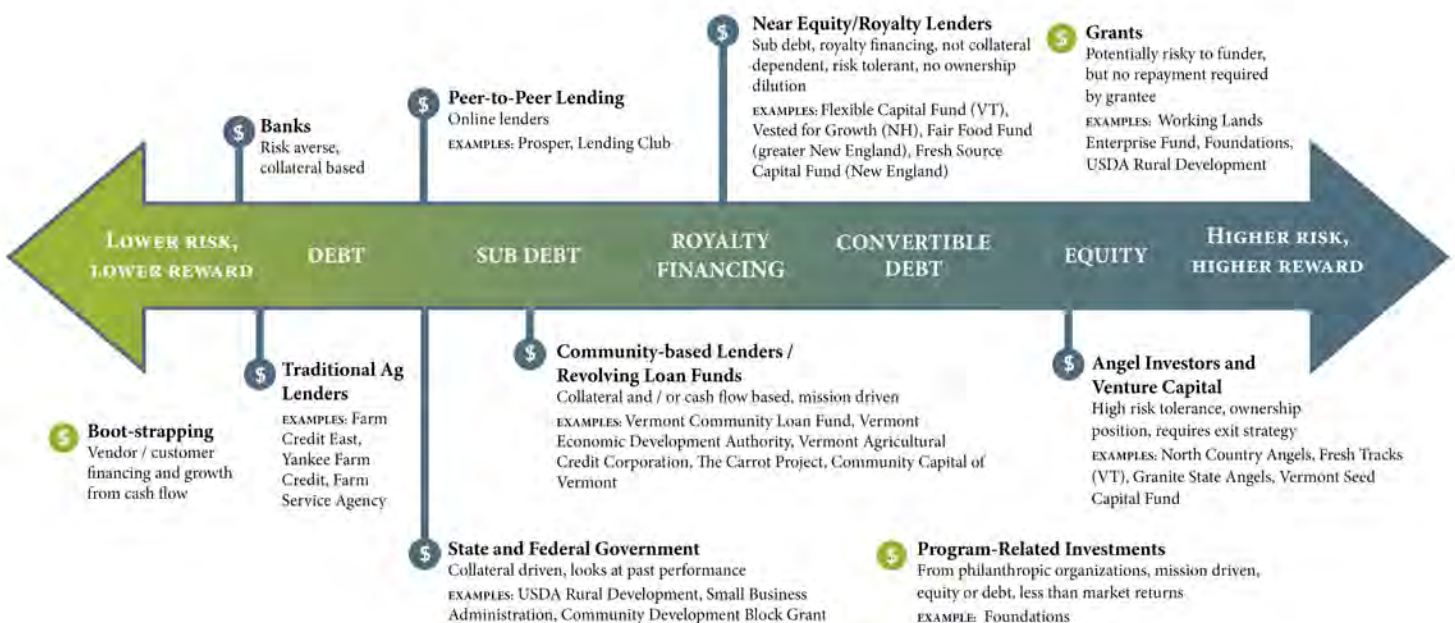 Near Equity/Royalty Lenders
Sub debt, royalty financing, not collateral
dependent, risk tolerant, no ownership
dilution
EXAMPLES: Flexible Capital Fund (VT),
Vested for Growth (NH), Fair Food Fund
(greater New England), Fresh Source
Capital Fund (New England)
$ Grants
Potentially risky to funder,
but no repayment required
by grantee
EXAMPLES: Working Lands
Enterprise Fund, Foundations,
USDA Rural Development
$
$ Peer-to-Peer Lending
Online lenders
EXAMPLES: Prosper, Lending Club
$ Banks
Risk averse,
collateral based
LOWER RISK,
LOWER REWARD
DEBT
SUB DEBT
ROYALTY
FINANCING
CONVERTIBLE
DEBT
EQUITY
HIGHER RISK,
HIGHER REWARD
$ Boot-strapping
Vendor / customer
financing and growth
from cash flow
$ Traditional Ag
Lenders
EXAMPLES: Farm
Credit East,
Yankee Farm
Credit, Farm
Service Agency
$ Community-based Lenders /
Revolving Loan Funds
Collateral and / or cash flow based, mission driven
EXAMPLES: Vermont Community Loan Fund, Vermont
Economic Development Authority, Vermont Agricultural
Credit Corporation, The Carrot Project, Community Capital of
Vermont
$ Angel Investors and
Venture Capital
High risk tolerance, ownership
position, requires exit strategy
EXAMPLES: North Country Angels, Fresh Tracks
(VT), Granite State Angels, Vermont Seed
Capital Fund
$ State and Federal Government
Collateral driven, looks at past performance
EXAMPLES: USDA Rural Development, Small Business
Administration, Community Development Block Grant
$ Program-Related Investments
From philanthropic organizations, mission driven,
equity or debt, less than market returns
EXAMPLE: Foundations